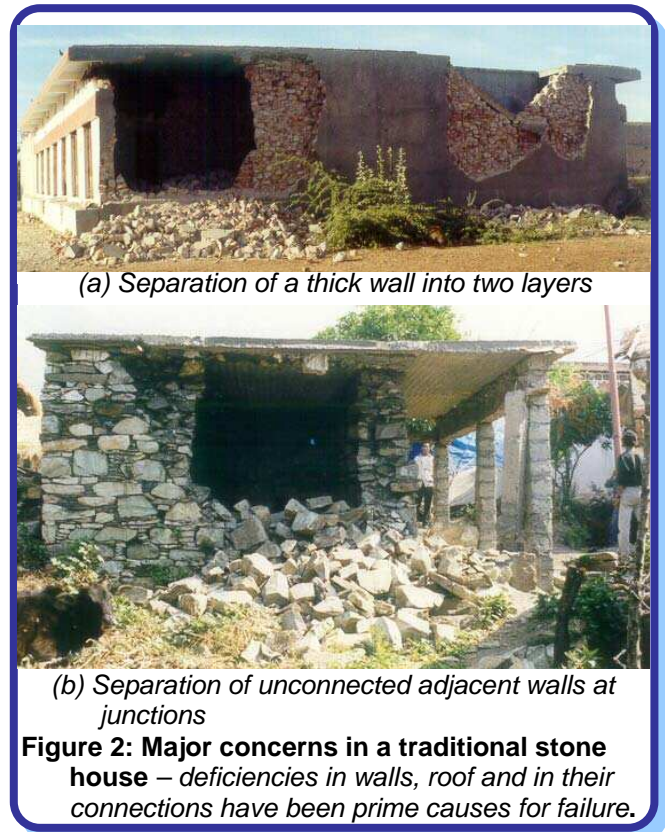 (a) Separation of a thick wall into two layers
(b) Separation of unconnected adjacent walls at
junctions
Figure 2: Major concerns in a traditional stone
house – deficiencies in walls, roof and in their
connections have been prime causes for failure.